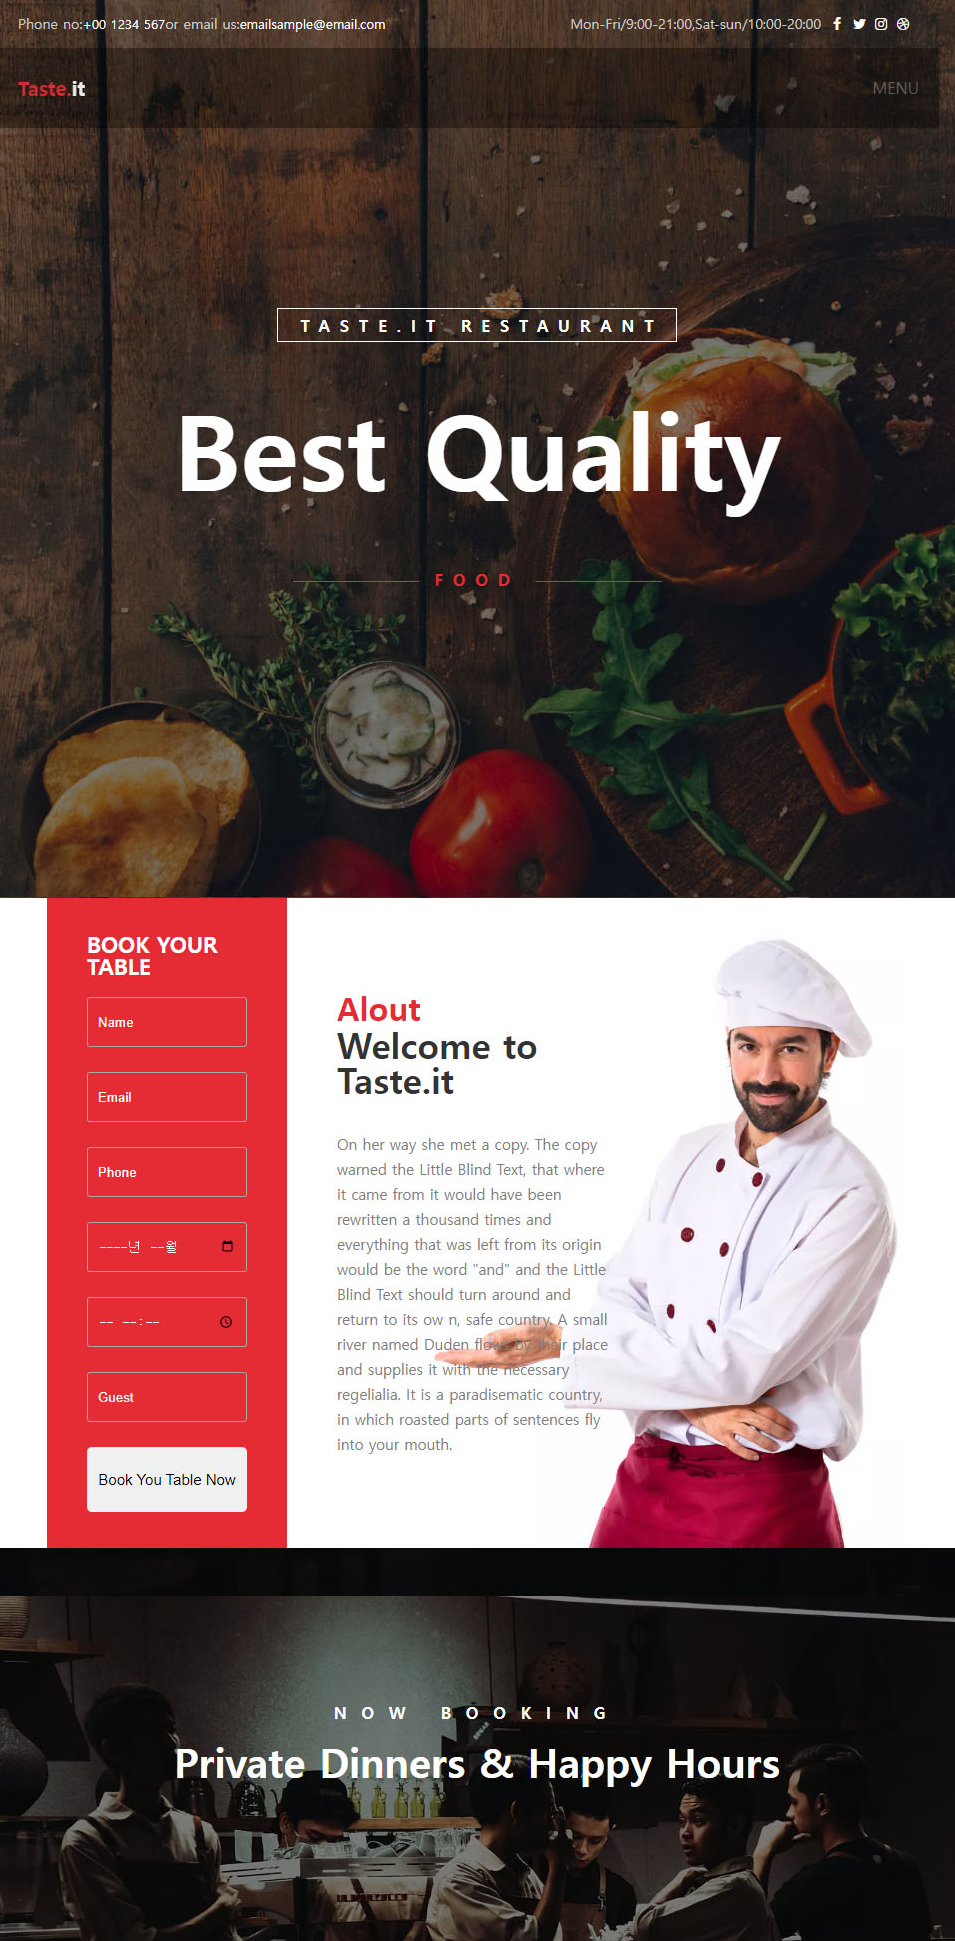 Phone no:+00 1234 567or email us:emailsample@email.com
Mon-Fri/9:00-21:00,Sat-sun/10:00-20:00
Taste.it
MENU
TASTE.IT RESTAURANT
Best Quality
FOOD
BOOK YOUR
TABLE
Name
Email
Phone
----년 --월
-- --:--
Guest
Book You Table Now
Alout
Welcome to
Taste.it
On her way she met a copy. The copy
warned the Little Blind Text, that where
it came from it would have been
rewritten a thousand times and
everything that was left from its origin
would be the word "and" and the Little
Blind Text should turn around and
return to its ow n, safe country. A small
river named Duden flows by their place
and supplies it with the necessary
regelialia. It is a paradisematic country,
in which roasted parts of sentences fly
into your mouth.
NOW BOOKING
Private Dinners & Happy Hours